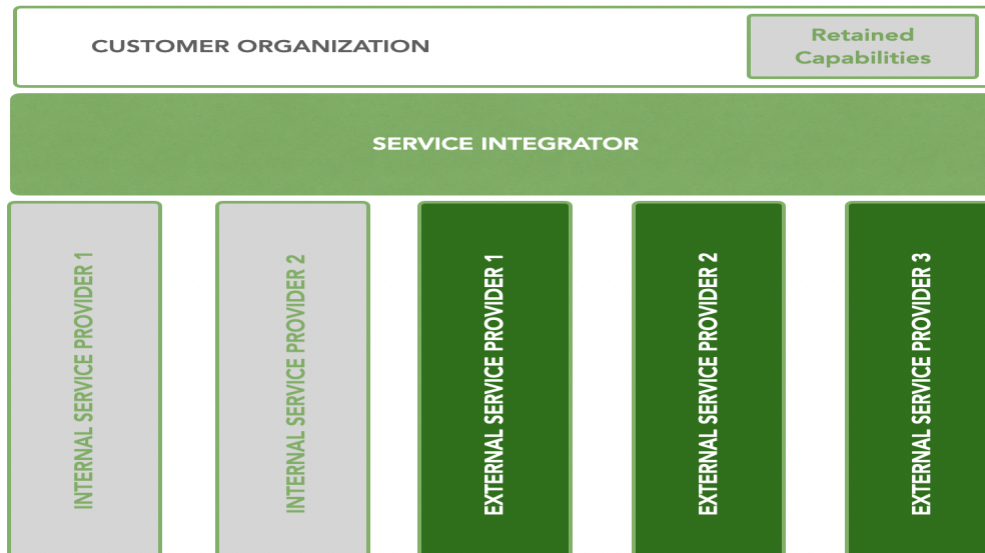 CUSTOMER ORGANIZATION
Retained
Capabilities
SERVICE INTEGRATOR
INTERNAL SERVICE PROVIDER 1
INTERNAL SERVICE PROVIDER 2
EXTERNAL SERVICE PROVIDER 1
EXTERNAL SERVICE PROVIDER 2
EXTERNAL SERVICE PROVIDER 3